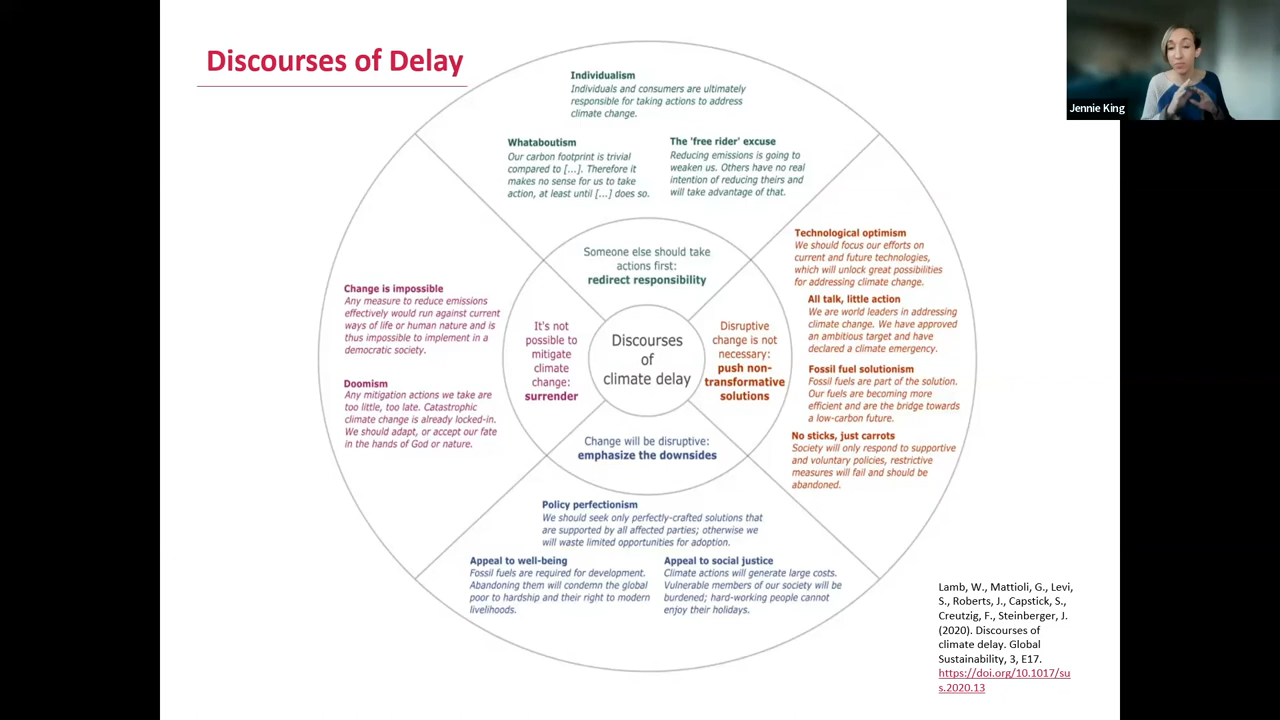 Discourses of Delay
Jennie King
Individualism
Individuals and consumers are ultimately
responsible for taking actions to address
climate change.
Whataboutism
Our carbon footprint is trivial
compared to [...]. Therefore it
makes no sense for us to take
action, at least until [...] does so.
The 'free rider' excuse
Reducing emissions is going to
weaken us. Others have no real
intention of reducing theirs and
will take advantage of that.
Someone else should take
actions first:
redirect responsibility
Technological optimism
We should focus our efforts on
current and future technologies,
which will unlock great possibilities
for addressing climate change.
All talk, little action
We are world leaders in addressing
climate change. We have approved
an ambitious target and have
declared a climate emergency.
Fossil fuel solutionism
Fossil fuels are part of the solution.
Our fuels are becoming more
efficient and are the bridge towards
a low-carbon future.
No sticks, just carrots
Society will only respond to supportive
and voluntary policies, restrictive
measures will fail and should be
abandoned.
Change is impossible
Any measure to reduce emissions
effectively would run against current
ways of life or human nature and is
thus impossible to implement in a
democratic society.
Doomism
Any mitigation actions we take are
too little, too late. Catastrophic
climate change is already locked-in.
We should adapt, or accept our fate
in the hands of God or nature.
It's not
possible to
mitigate
climate
change:
surrender
Discourses
of
climate delay
Disruptive
change is not
necessary:
push non-
transformative
solutions
Change will be disruptive:
emphasize the downsides
Policy perfectionism
We should seek only perfectly-crafted solutions that
are supported by all affected parties; otherwise we
will waste limited opportunities for adoption.
Appeal to well-being
Fossil fuels are required for development.
Abandoning them will condemn the global
poor to hardship and their right to modern
livelihoods.
Appeal to social justice
Climate actions will generate large costs.
Vulnerable members of our society will be
burdened; hard-working people cannot
enjoy their holidays.
Lamb, W., Mattioli, G., Levi,
S., Roberts, J., Capstick, S.,
Creutzig, F., Steinberger, J.
(2020). Discourses of
climate delay. Global
Sustainability, 3, E17.
https://doi.org/10.1017/su
s.2020.13